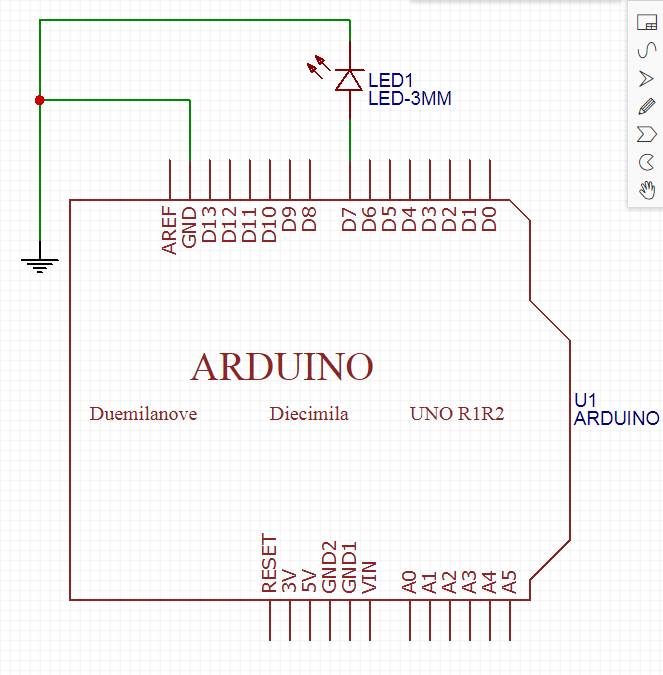 LED1
LED-3MM
AREF GND D13 D12 D11 D10 D9 D8 D7 D6 D5 D4 D3 D2 D1 D0
ARDUINO
Duemilanove Diecimila UNO R1R2
U1
ARDUINO
RESET 3V 5V GND2 GND1 VIN A0 A1 A2 A3 A4 A5